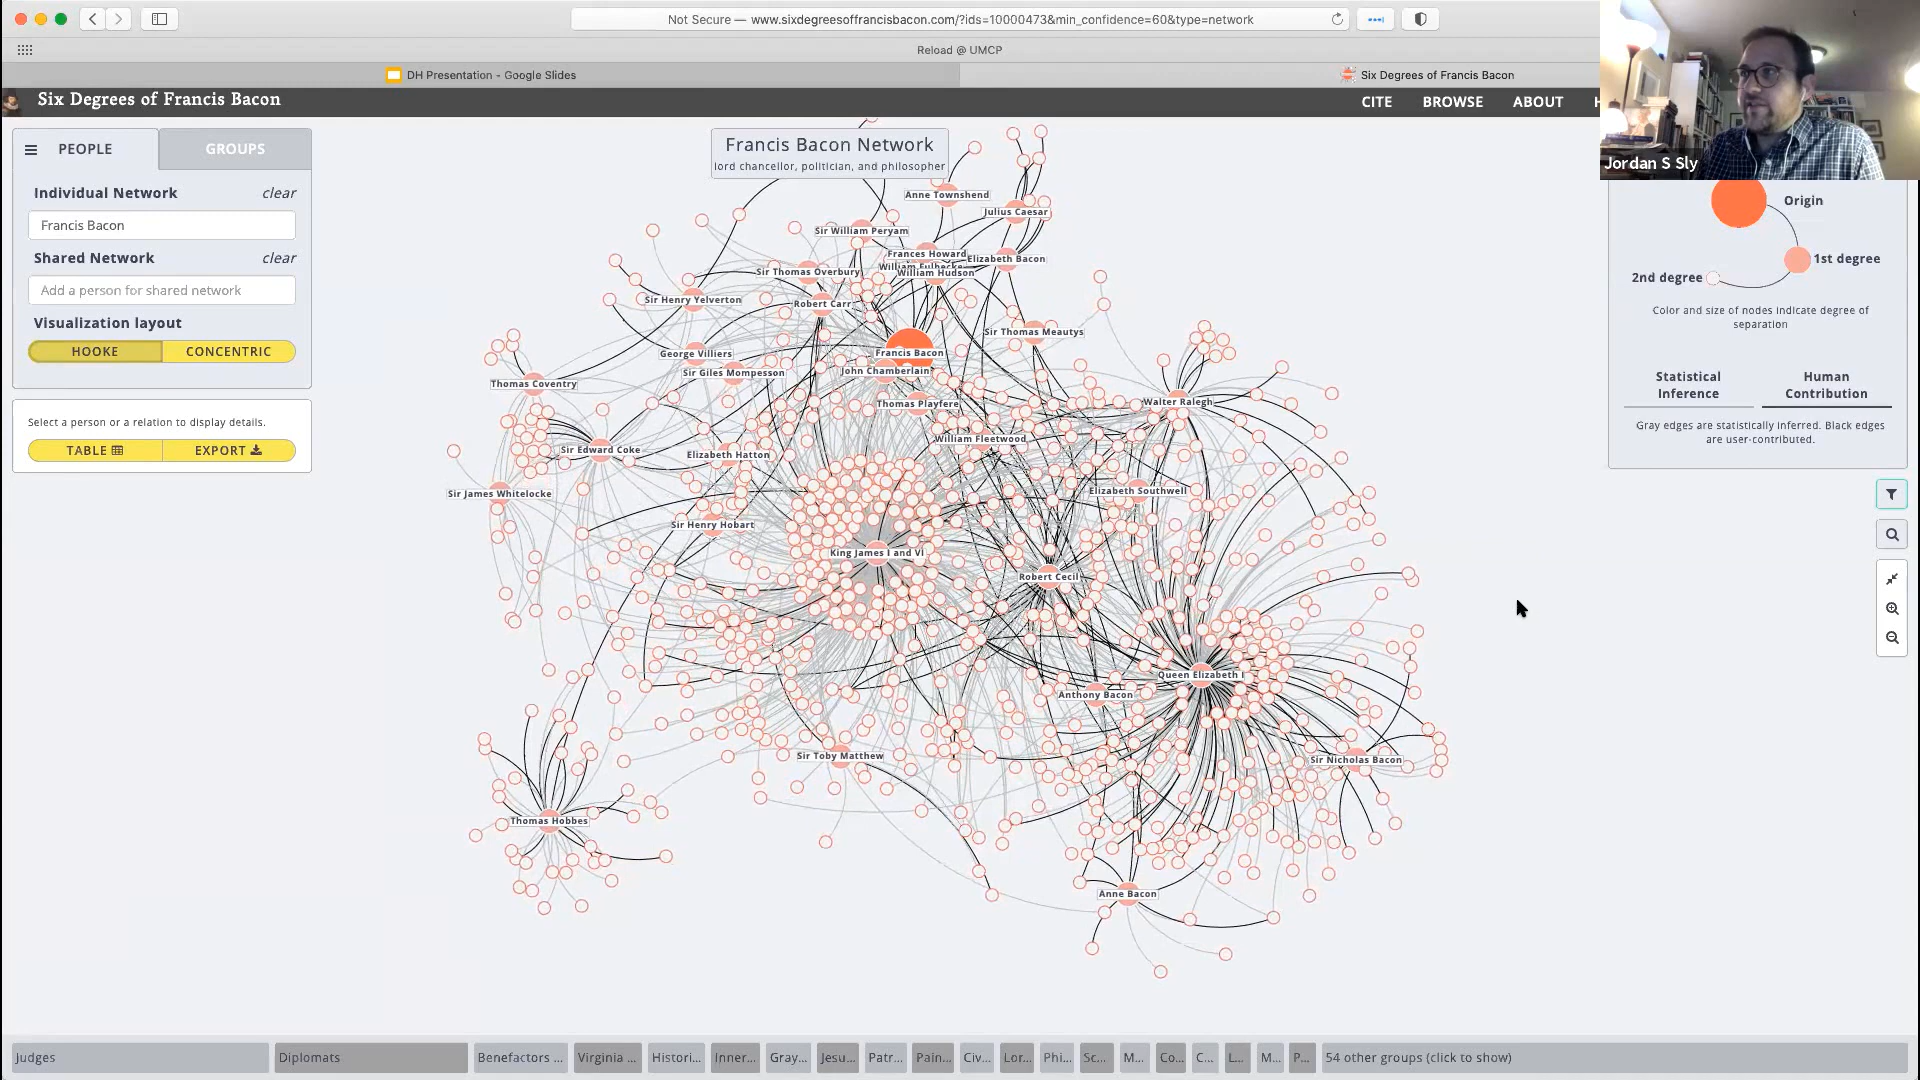 Not Secure — www.sixdegreesoffrancisbacon.com/?ids=10000473&min_confidence=60&type=network
Reload @ UMCP
DH Presentation - Google Slides
Six Degrees of Francis Bacon
Six Degrees of Francis Bacon
CITE
BROWSE
ABOUT
Jordan S Sly
PEOPLE
GROUPS
Individual Network
clear
Francis Bacon
Shared Network
clear
Add a person for shared network
Visualization layout
HOOKE
CONCENTRIC
Select a person or a relation to display details.
TABLE
EXPORT
Francis Bacon Network
lord chancellor, politician, and philosopher
Anne Townshend
Julius Caesar
Sir William Peryam
Frances Howard
Elizabeth Bacon
William Hudson
Sir Thomas Overbury
Sir Henry Yelverton
Robert Carr
Sir Thomas Meautys
Francis Bacon
George Villiers
John Chamberlain
Sir Giles Mompesson
Thomas Coventry
Thomas Playfere
Walter Ralegh
William Fleetwood
Sir Edward Coke
Elizabeth Hatton
Sir James Whitelocke
Elizabeth Southwell
Sir Henry Hobart
King James I and VI
Robert Cecil
Queen Elizabeth I
Anthony Bacon
Sir Toby Matthew
Sir Nicholas Bacon
Thomas Hobbes
Anne Bacon
Origin
1st degree
2nd degree
Color and size of nodes indicate degree of
separation
Statistical
Inference
Human
Contribution
Gray edges are statistically inferred. Black edges
are user-contributed.
Judges
Diplomats
Benefactors ...
Virginia ...
Histori...
Inner...
Gray...
Jesu...
Patr...
Pain...
Civ...
Lor...
Phi...
Sc...
M...
Co...
C...
L...
M...
P...
54 other groups (click to show)